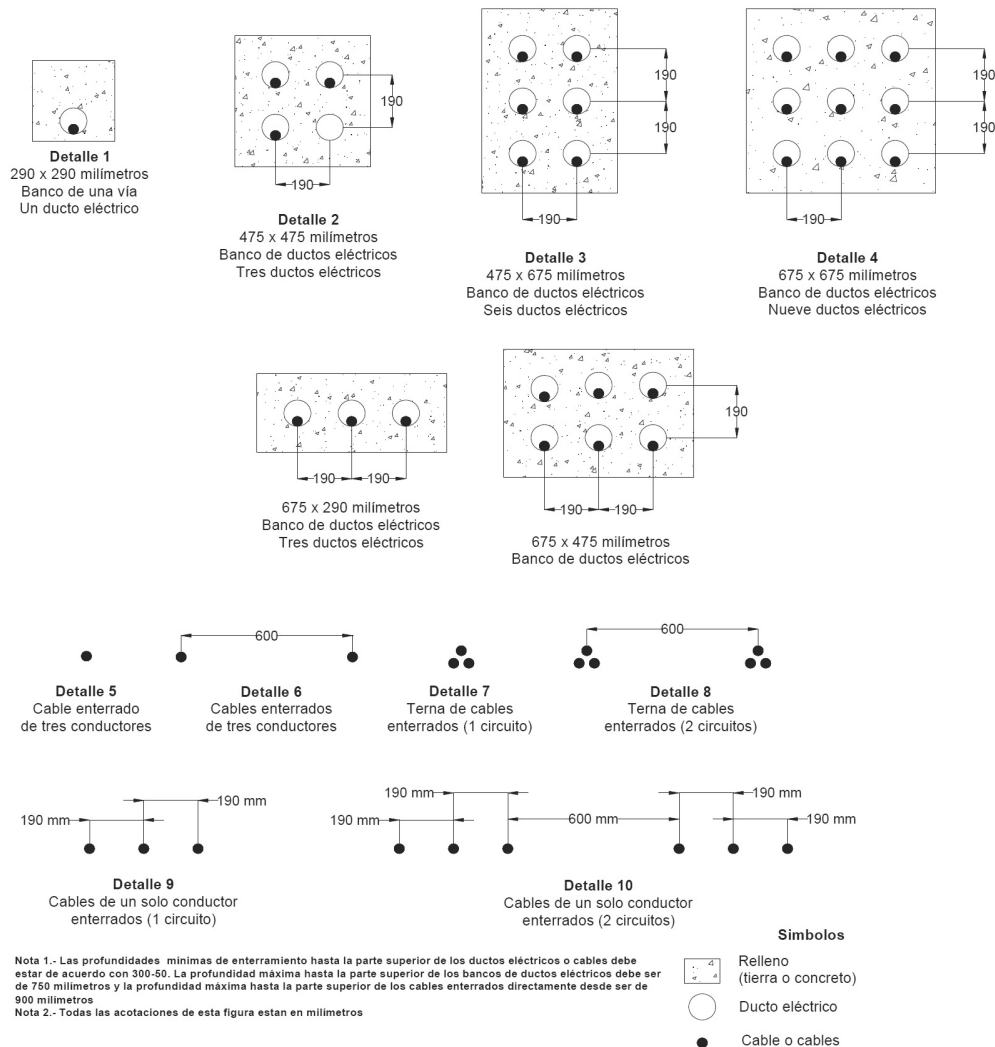 190
190
190
190
190
190
Detalle 1
290 x 290 milímetros
Banco de una vía
Un ducto eléctrico
190
Detalle 2
475 x 475 milímetros
Banco de ductos eléctricos
Tres ductos eléctricos
190
Detalle 3
475 x 675 milímetros
Banco de ductos eléctricos
Seis ductos eléctricos
190
Detalle 4
675 x 675 milímetros
Banco de ductos eléctricos
Nueve ductos eléctricos
190 190
675 x 290 milímetros
Banco de ductos eléctricos
Tres ductos eléctricos
190
190 190
675 x 475 milímetros
Banco de ductos eléctricos
600
600
Detalle 5
Cable enterrado
de tres conductores
Detalle 6
Cables enterrados
de tres conductores
Detalle 7
Terna de cables
enterrados (1 circuito)
Detalle 8
Terna de cables
enterrados (2 circuitos)
190 mm
190 mm
Detalle 9
Cables de un solo conductor
enterrados (1 circuito)
190 mm
190 mm
600 mm
190 mm
190 mm
Detalle 10
Cables de un solo conductor
enterrados (2 circuitos)
Nota 1.- Las profundidades minimas de enterramiento hasta la parte superior de los ductos eléctricos o cables debe
estar de acuerdo con 300-50. La profundidad máxima hasta la parte superior de los bancos de ductos eléctricos debe ser
de 750 milímetros y la profundidad máxima hasta la parte superior de los cables enterrados directamente desde ser de
900 milimetros
Nota 2.- Todas las acotaciones de esta figura estan en milimetros
Simbolos
Relleno
(tierra o concreto)
Ducto eléctrico
Cable o cables